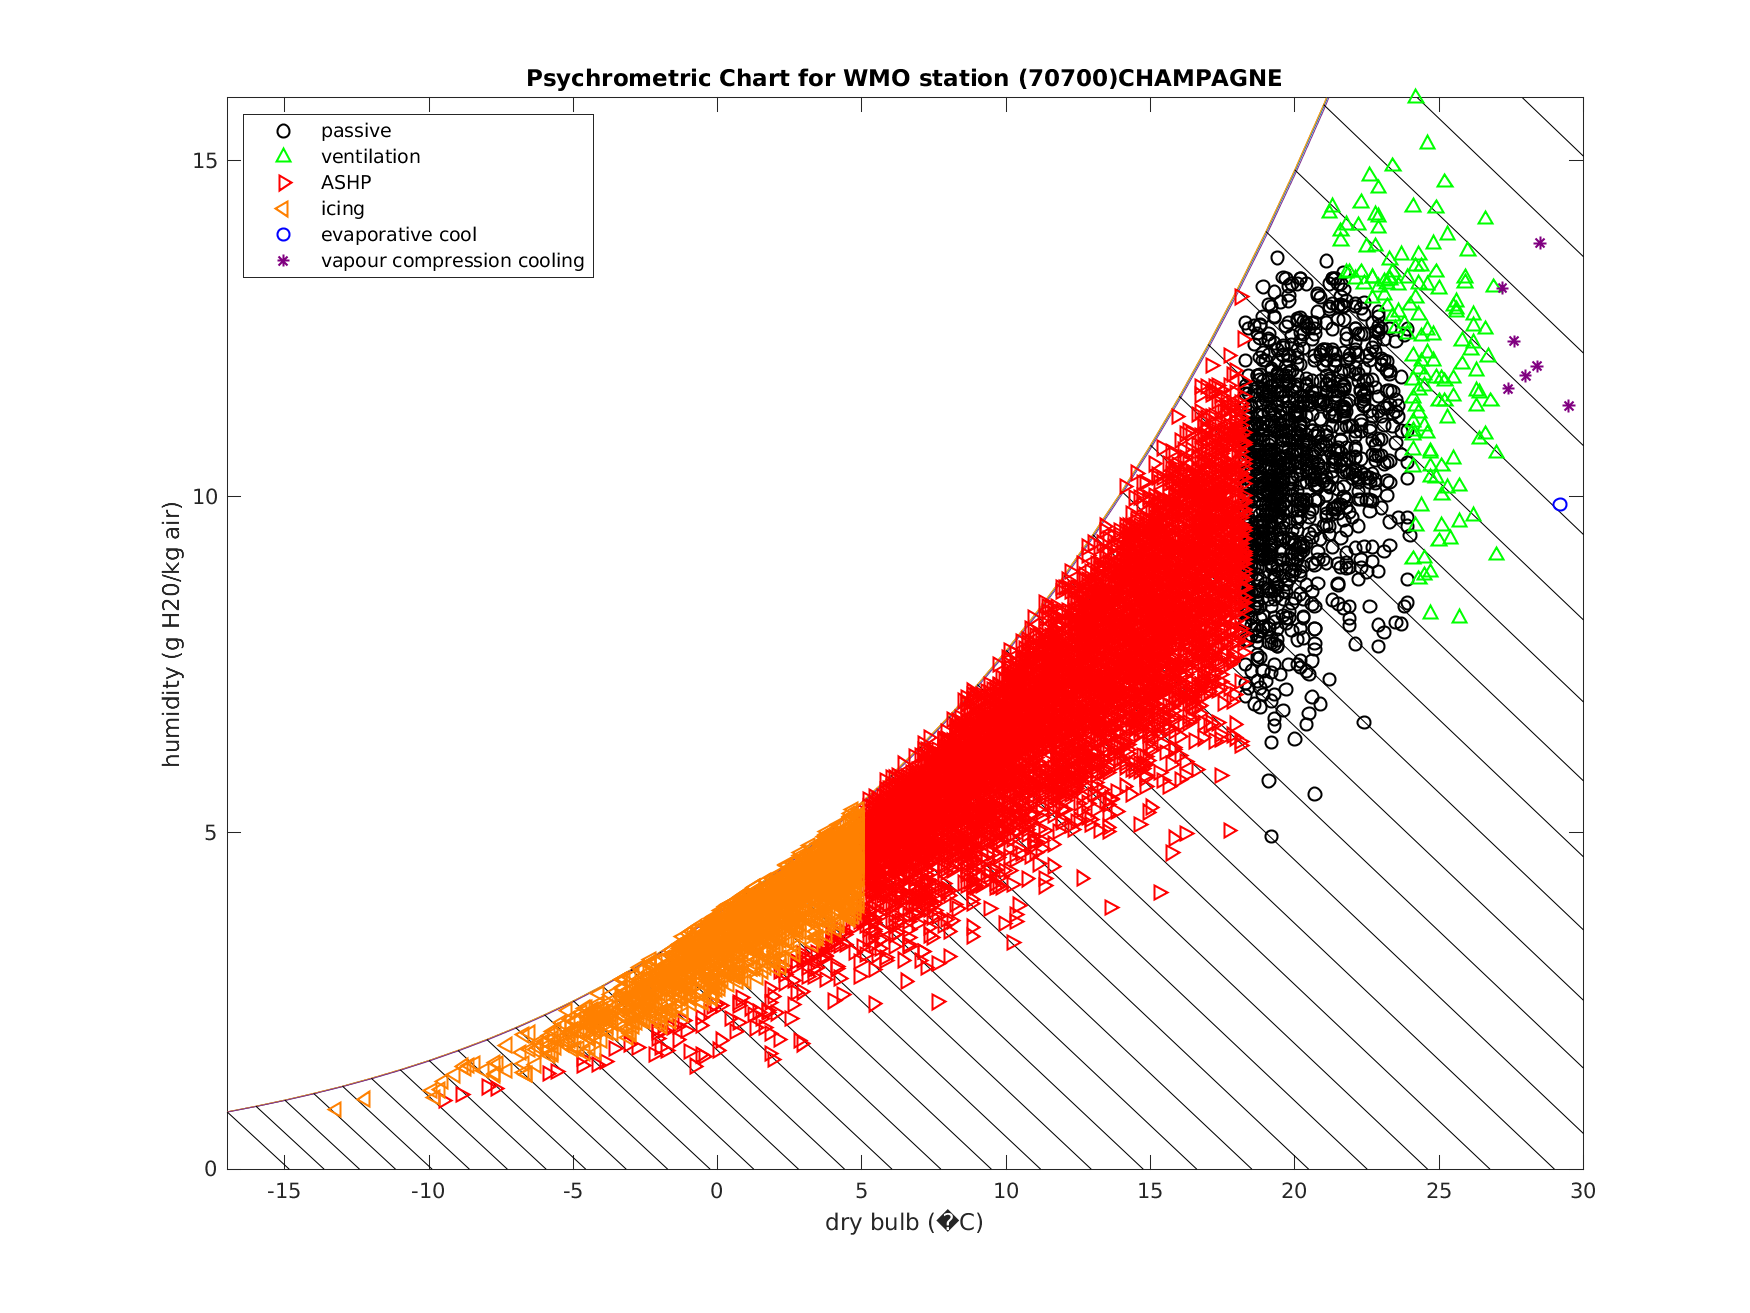 Psychrometric Chart for WMO station (70700)CHAMPAGNE
passive
ventilation
ASHP
icing
evaporative cool
vapour compression cooling
15
10
5
0
humidity (g H20/kg air)
-15 -10 -5 0 5 10 15 20 25 30
dry bulb (�C)